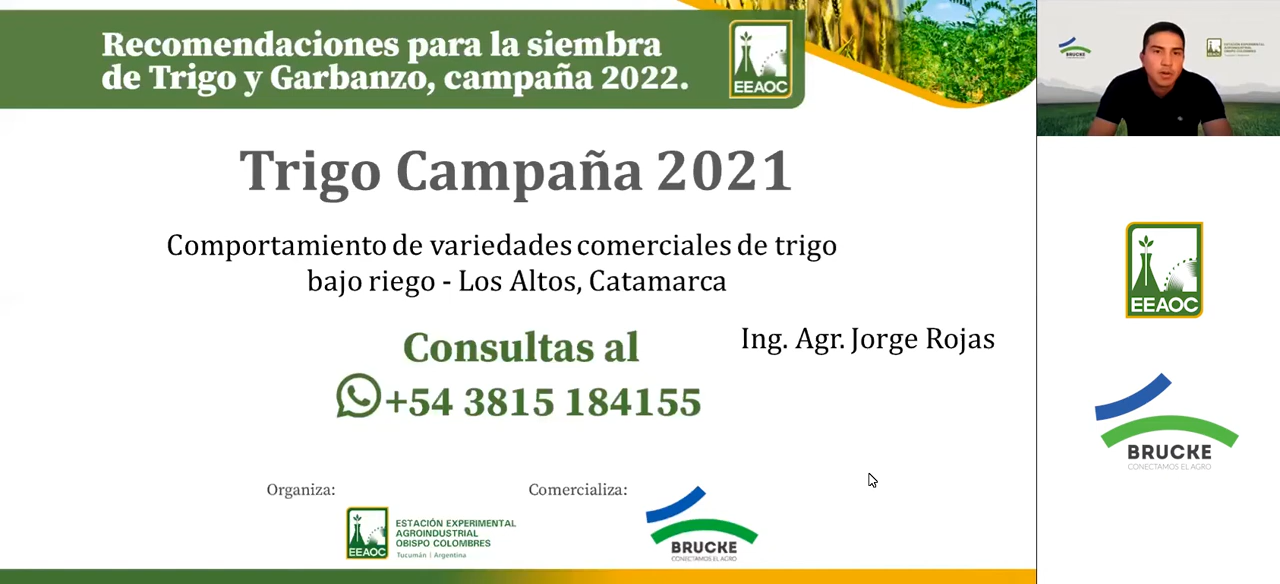 Recomendaciones para la siembra
de Trigo y Garbanzo, campaña 2022.
EEAOC
Trigo Campaña 2021
Comportamiento de variedades comerciales de trigo
bajo riego - Los Altos, Catamarca
Ing. Agr. Jorge Rojas
Consultas al
+54 3815 184155
Organiza:
EEAOC
ESTACIÓN EXPERIMENTAL
AGROINDUSTRIAL
OBISPO COLOMBRES
Tucumán | Argentina
Comercializa:
BRUCKE
CONECTAMOS EL AGRO
BRUCKE
EEAOC
BRUCKE
CONECTAMOS EL AGRO